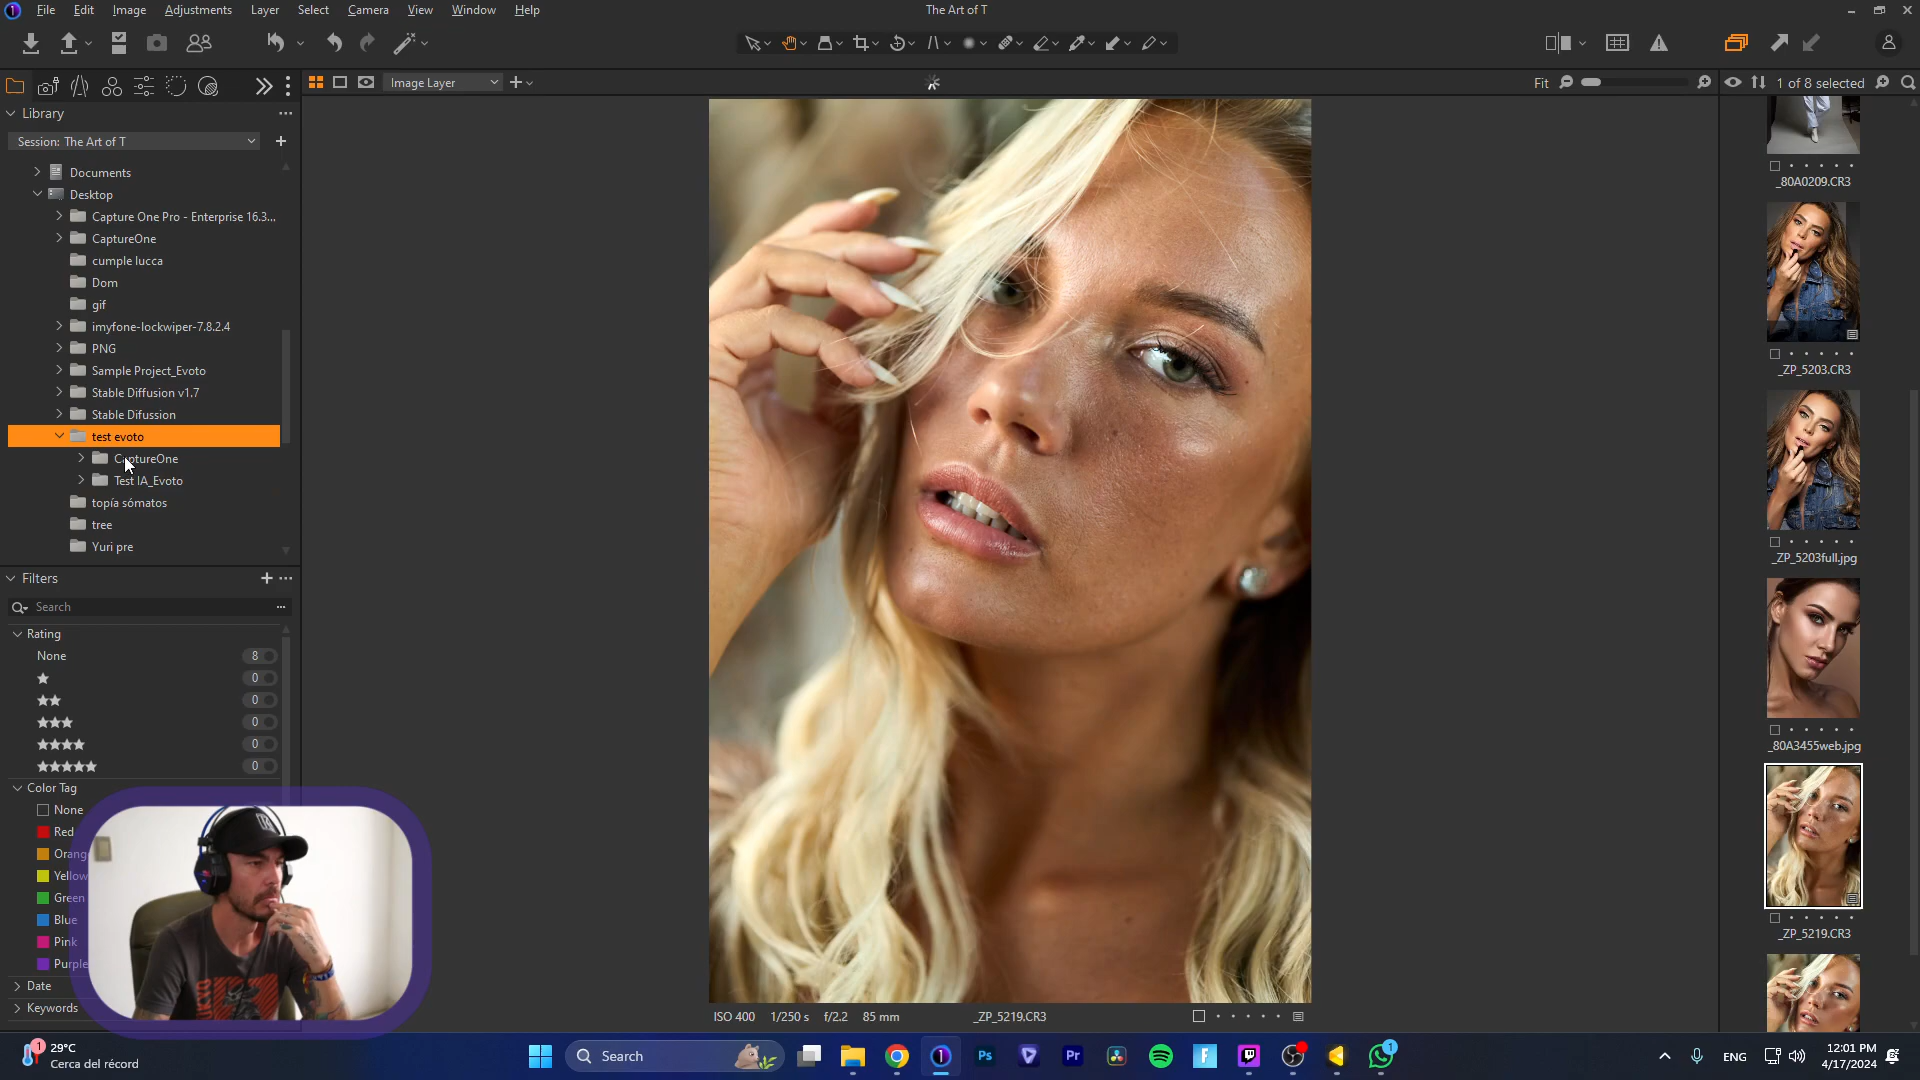 File Edit Image Adjustments Layer Select Camera View Window Help
The Art of T
Image Layer
Fit
1 of 8 selected
Library
Session: The Art of T
Documents
Desktop
Capture One Pro - Enterprise 16.3...
CaptureOne
cumple lucca
Dom
gif
imyfone-lockwiper-7.8.2.4
PNG
Sample Project_Evoto
Stable Diffusion v1.7
Stable Difussion
test evoto
CaptureOne
Test IA_Evoto
topía sómatos
tree
Yuri pre
Filters
Search
Rating
None 8
0
0
0
0
0
Color Tag
None
Red
Orang
Yellow
Green
Blue
Pink
Purple
Date
Keywords
ISO 400 1/250 s f/2.2 85 mm
_ZP_5219.CR3
_80A0209.CR3
_ZP_5203.CR3
_ZP_5203full.jpg
_80A3455web.jpg
_ZP_5219.CR3
1
29°C
Cerca del récord
Search
Ps
Pr
1
ENG
12:01 PM
4/17/2024